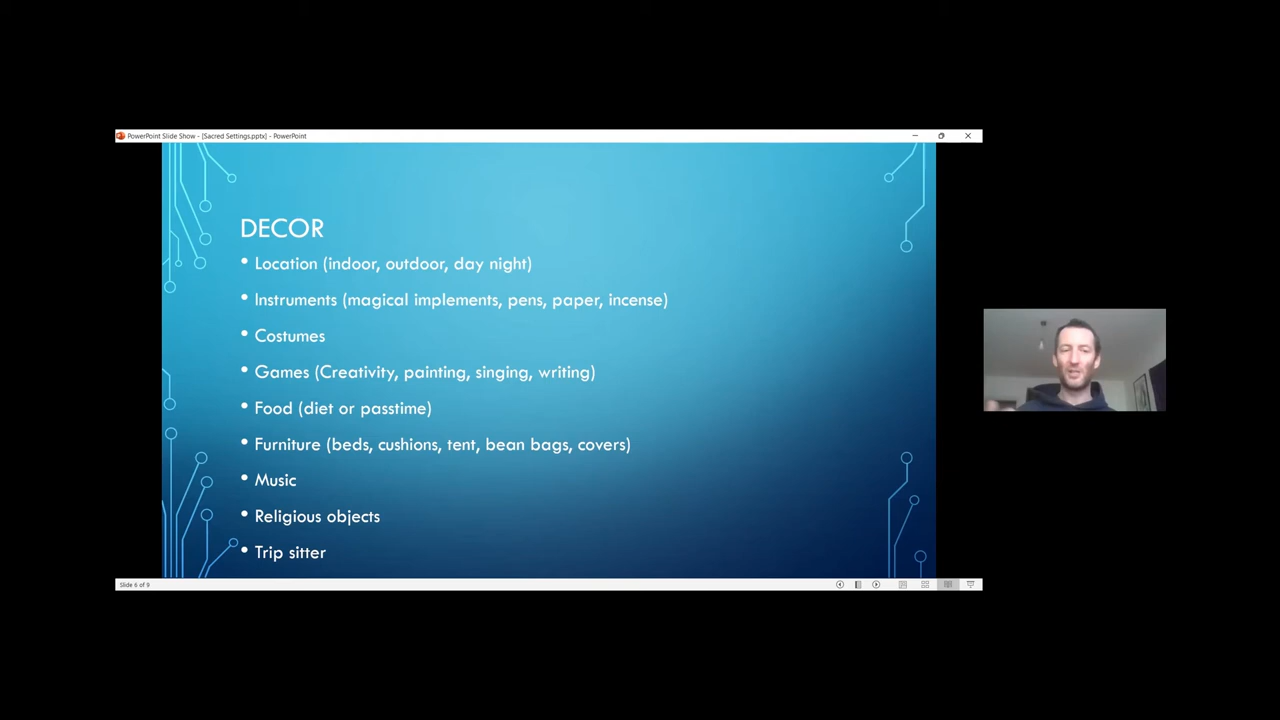 PowerPoint Slide Show - [Sacred Settings.pptx] - PowerPoint
DECOR
• Location (indoor, outdoor, day night)
• Instruments (magical implements, pens, paper, incense)
• Costumes
• Games (Creativity, painting, singing, writing)
• Food (diet or passtime)
• Furniture (beds, cushions, tent, bean bags, covers)
• Music
• Religious objects
• Trip sitter
Slide 6 of 9